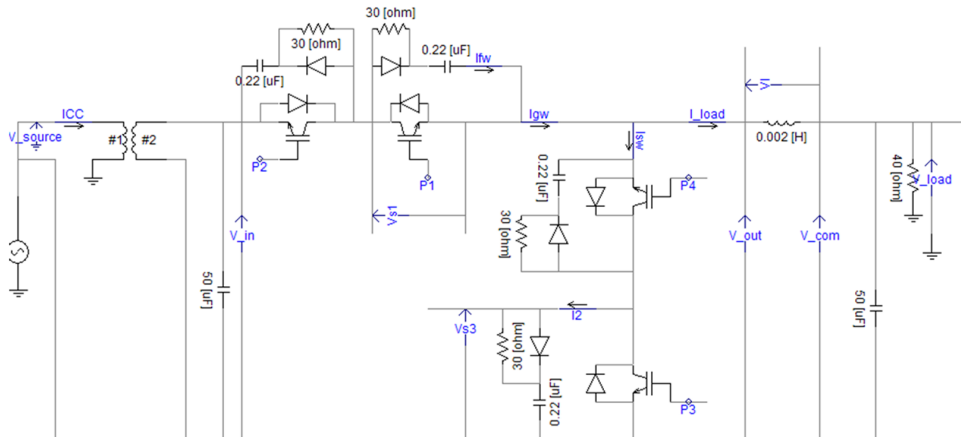 30 [ohm]
30 [ohm]
0.22 [uF]
0.22 [uF]
Ifw
ICC
V_source
#1
#2
P2
P1
Igw
I_load
Vl
0.002 [H]
Isw
0.22 [uF]
P4
40 [ohm]
V_load
Vs1
30 [ohm]
V_in
V_out
V_com
50 [uF]
50 [uF]
Vs3
I2
30 [ohm]
0.22 [uF]
P3